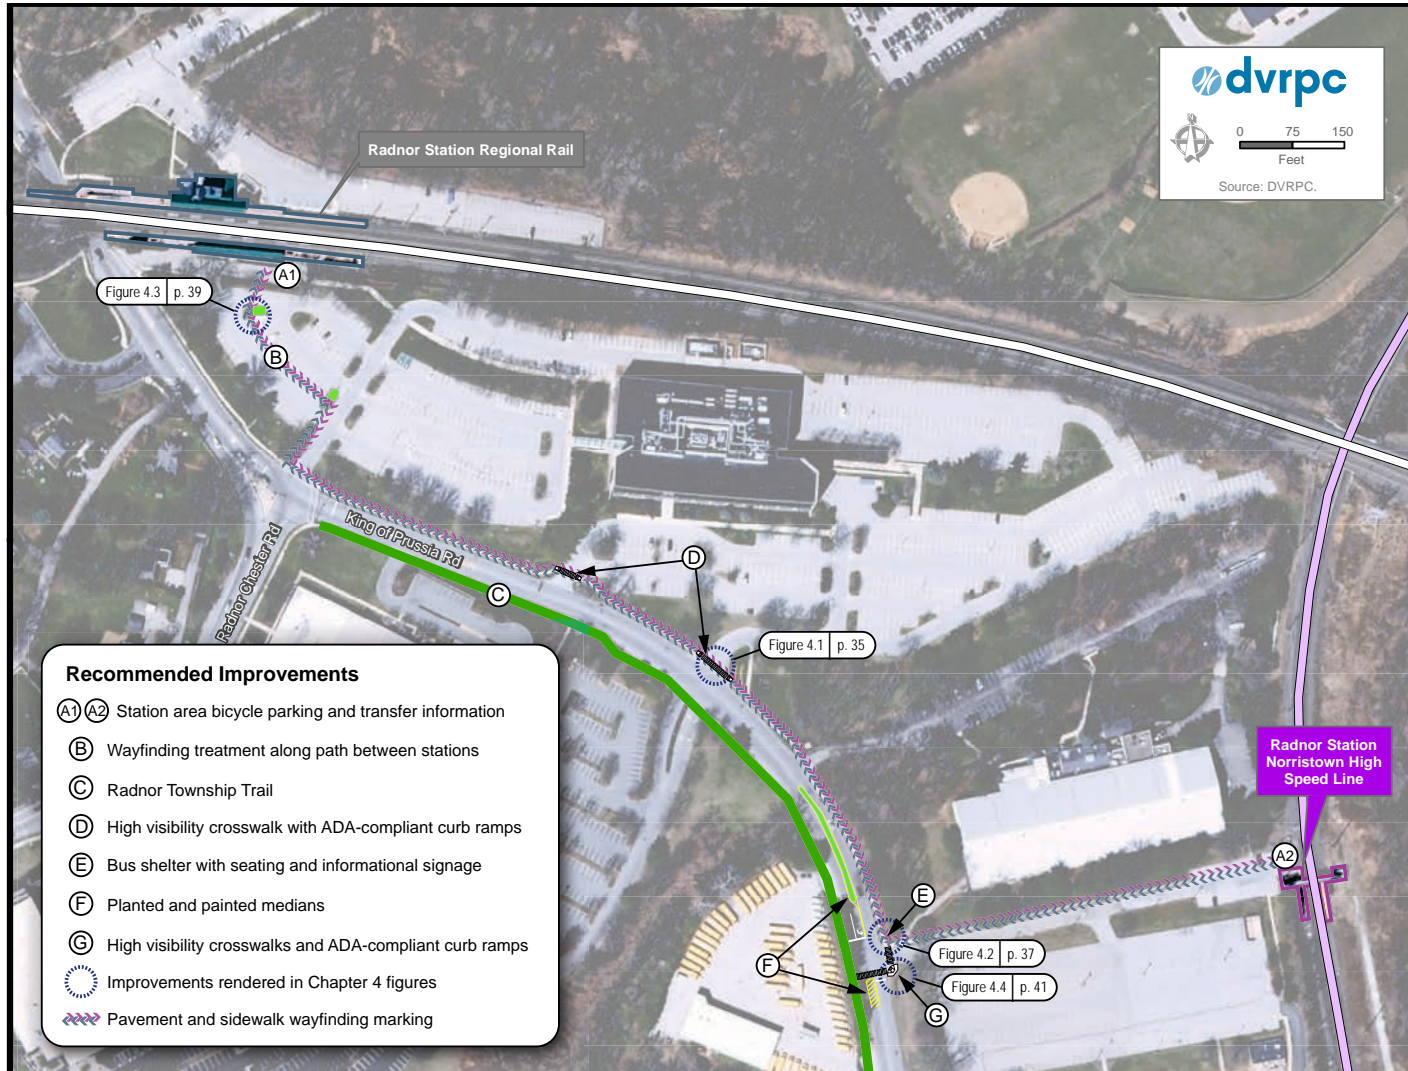 dvrpc
N
0 75 150
Feet
Source: DVRPC.
Radnor Station Regional Rail
A1
Figure 4.3 p. 39
B
King of Prussia Rd
Radnor Chester Rd
C
D
Figure 4.1 p. 35
Radnor Station
Norristown High
Speed Line
A2
E
F
Figure 4.2 p. 37
Figure 4.4 p. 41
G
Recommended Improvements
A1 A2 Station area bicycle parking and transfer information
B Wayfinding treatment along path between stations
C Radnor Township Trail
D High visibility crosswalk with ADA-compliant curb ramps
E Bus shelter with seating and informational signage
F Planted and painted medians
G High visibility crosswalks and ADA-compliant curb ramps
Improvements rendered in Chapter 4 figures
Pavement and sidewalk wayfinding marking